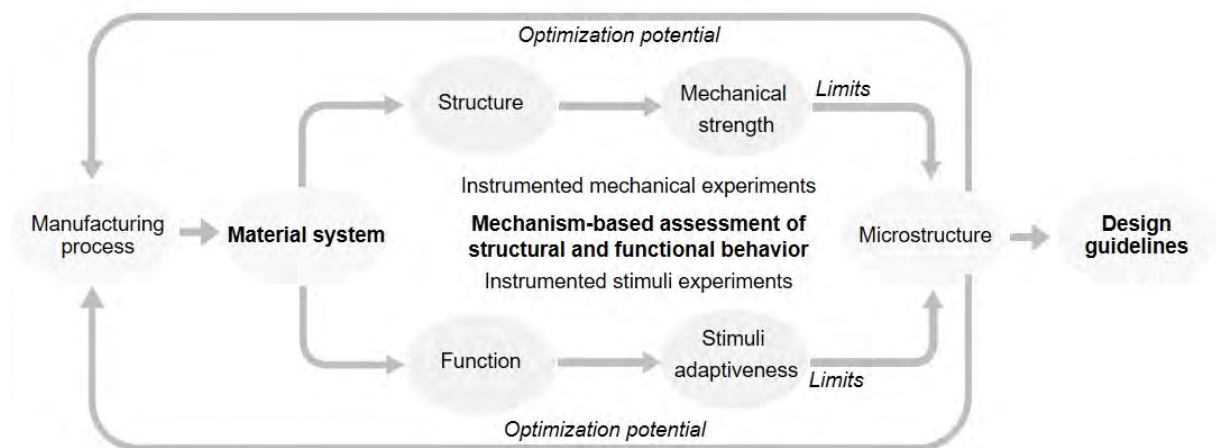 Optimization potential
Structure
Mechanical
strength
Limits
Instrumented mechanical experiments
Manufacturing
process
Material system
Mechanism-based assessment of
structural and functional behavior
Microstructure
Design
guidelines
Instrumented stimuli experiments
Function
Stimuli
adaptiveness
Limits
Optimization potential